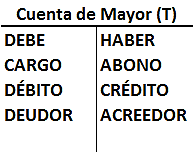 Cuenta de Mayor (T)
DEBE HABER
CARGO ABONO
DÉBITO CRÉDITO
DEUDOR ACREEDOR